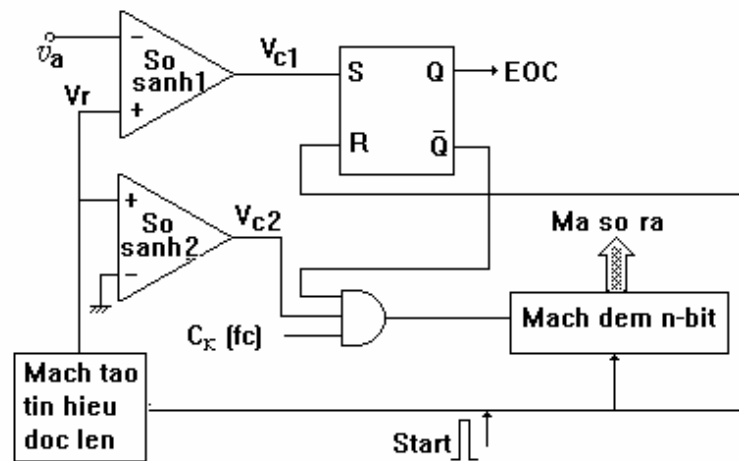 va
So
sanh1
Vc1
S
Q
EOC
Vr
R
Q̄
So
sanh2
Vc2
Ma so ra
CK (fc)
Mach dem n-bit
Mach tao
tin hieu
doc len
Start